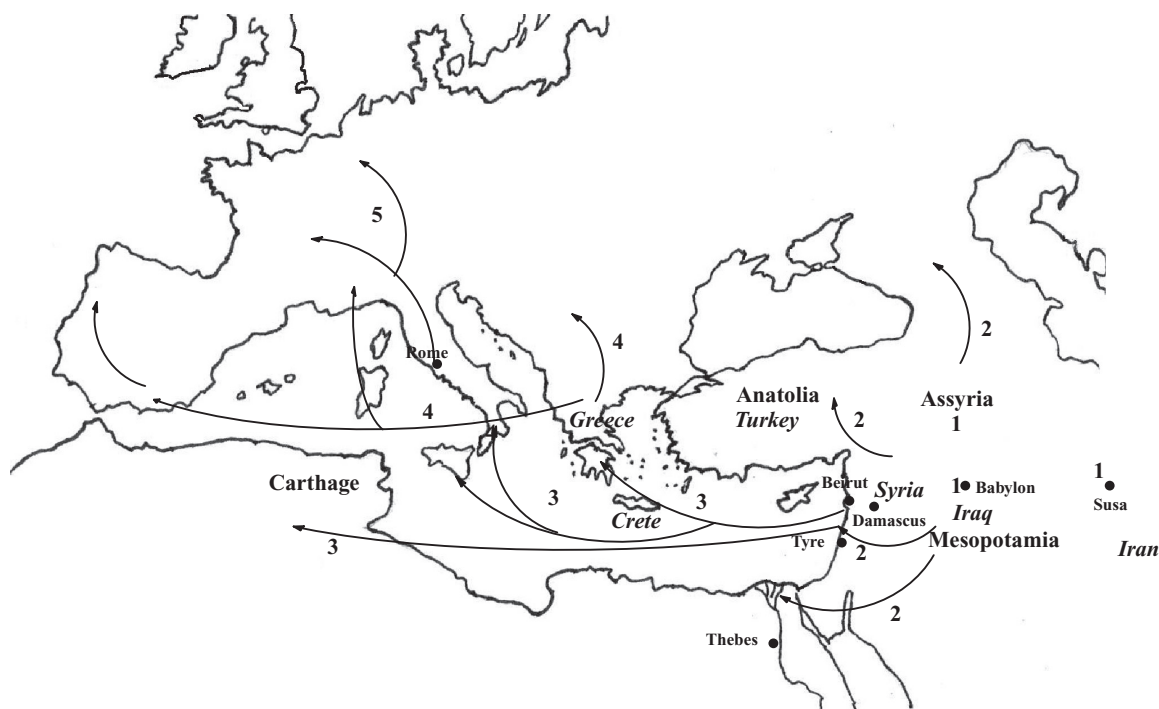 5
2
4
Rome
Anatolia
Turkey
Assyria
1
4
Greece
2
Carthage
3
Crete
3
Beirut
Syria
Damascus
1
Babylon
Iraq
Mesopotamia
1
Susa
Iran
3
Tyre
2
2
Thebes